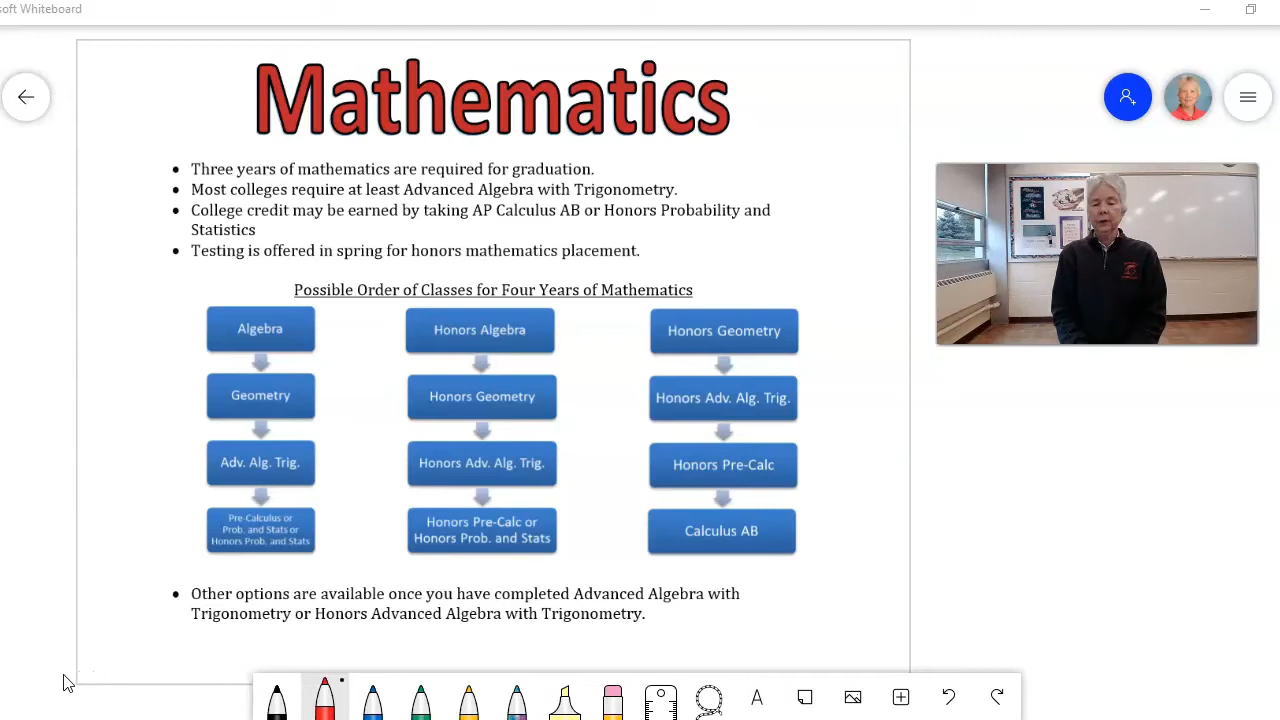 soft Whiteboard
Mathematics
• Three years of mathematics are required for graduation.
• Most colleges require at least Advanced Algebra with Trigonometry.
• College credit may be earned by taking AP Calculus AB or Honors Probability and
Statistics
• Testing is offered in spring for honors mathematics placement.
Possible Order of Classes for Four Years of Mathematics
Algebra
Geometry
Adv. Alg. Trig.
Pre-Calculus or
Prob. and Stats or
Honors Prob. and Stats
Honors Algebra
Honors Geometry
Honors Adv. Alg. Trig.
Honors Pre-Calc or
Honors Prob. and Stats
Honors Geometry
Honors Adv. Alg. Trig.
Honors Pre-Calc
Calculus AB
• Other options are available once you have completed Advanced Algebra with
Trigonometry or Honors Advanced Algebra with Trigonometry.
A